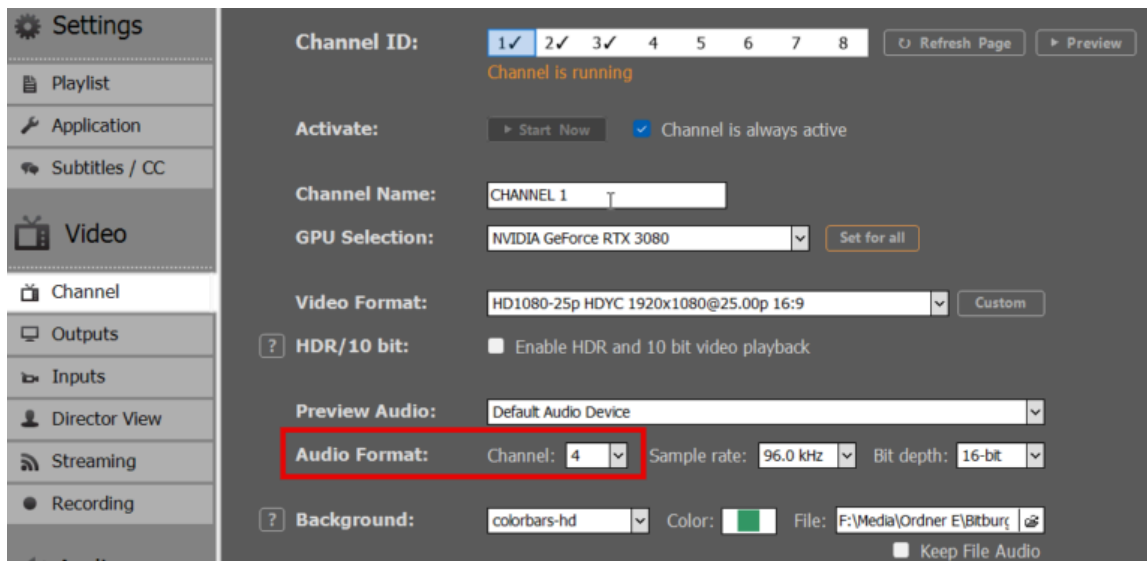 Settings
Playlist
Application
Subtitles / CC
Video
Channel
Outputs
Inputs
Director View
Streaming
Recording
Channel ID: 1✓ 2✓ 3✓ 4 5 6 7 8 Refresh Page Preview
Channel is running
Activate: Start Now Channel is always active
Channel Name: CHANNEL 1
GPU Selection: NVIDIA GeForce RTX 3080 Set for all
Video Format: HD1080-25p HDYC 1920x1080@25.00p 16:9 Custom
? HDR/10 bit: Enable HDR and 10 bit video playback
Preview Audio: Default Audio Device
Audio Format: Channel: 4 Sample rate: 96.0 kHz Bit depth: 16-bit
? Background: colorbars-hd Color: File: F:\Media\Ordner E\Bitburg
Keep File Audio